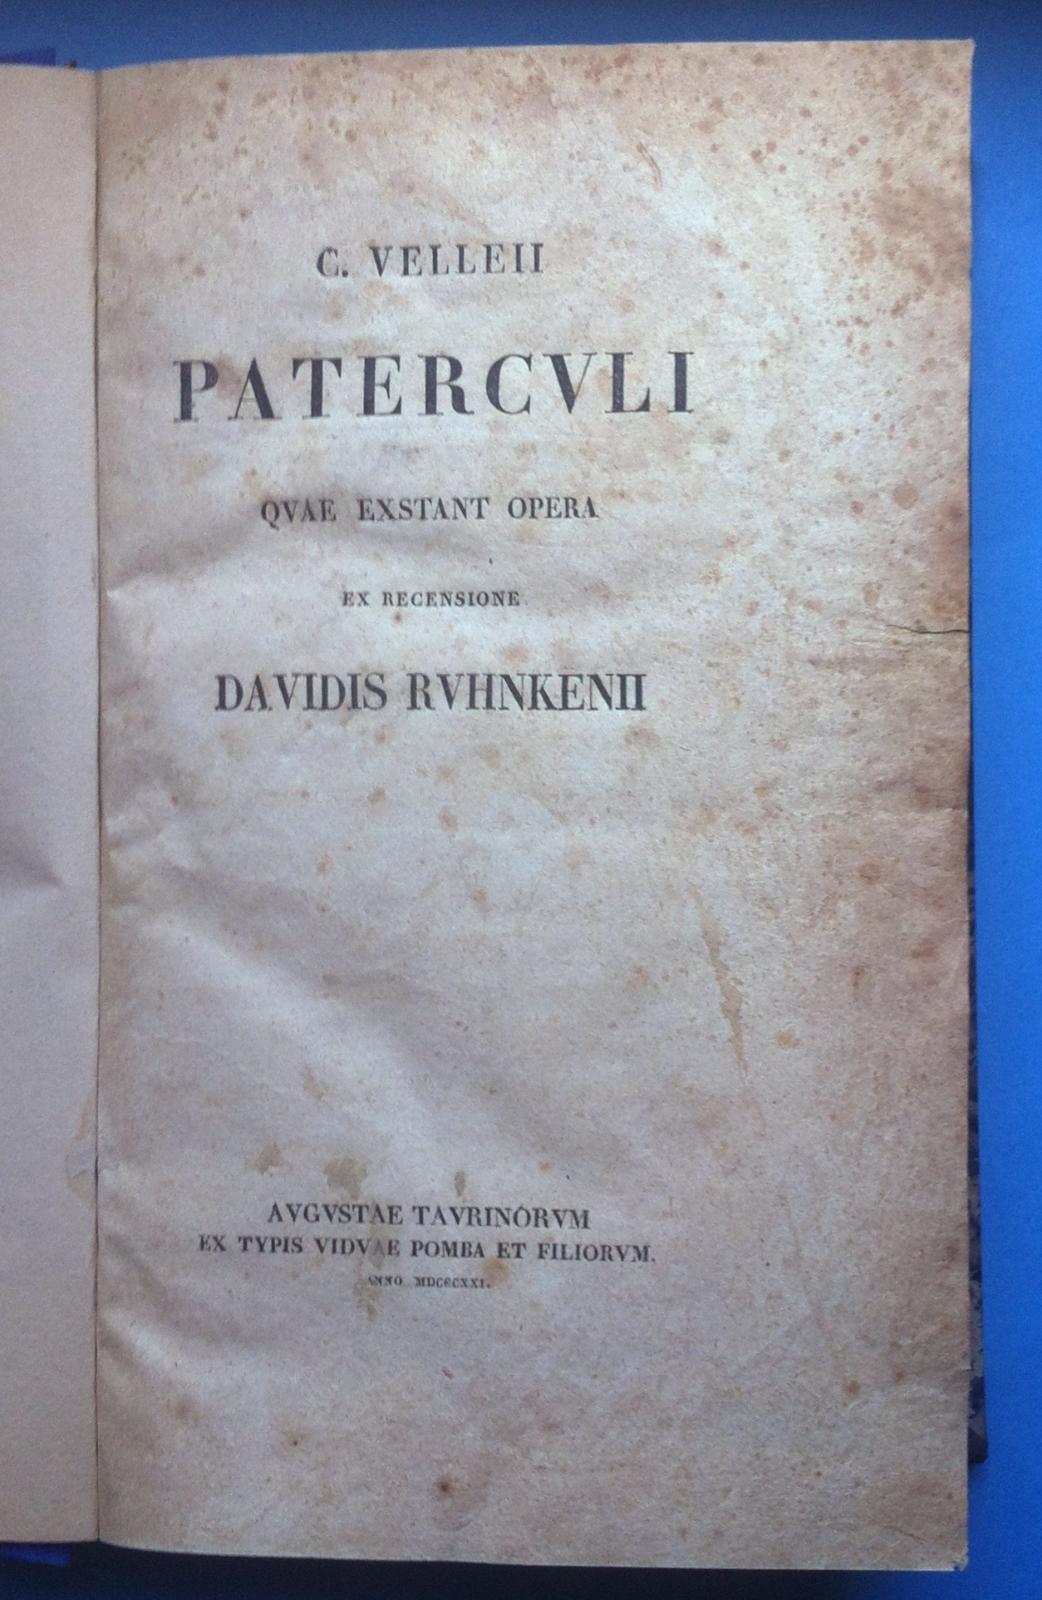 C. VELLEII
PATERCVLI
QVAE EXSTANT OPERA
EX RECENSIONE
DAVIDIS RVHNKENII
AVGVSTAE TAVRINORVM
EX TYPIS VIDVAE POMBA ET FILIORVM.
ANNO MDCCCXXI.